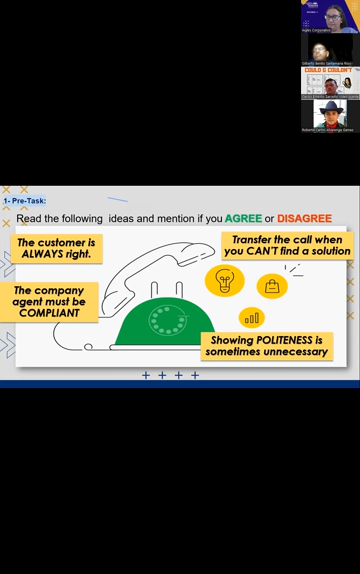 Inglés Corporativo
COULD & COULDN'T
1- Pre-Task:
Read the following ideas and mention if you AGREE or DISAGREE
The customer is
ALWAYS right.
Transfer the call when
you CAN'T find a solution
The company
agent must be
COMPLIANT
Showing POLITENESS is
sometimes unnecessary